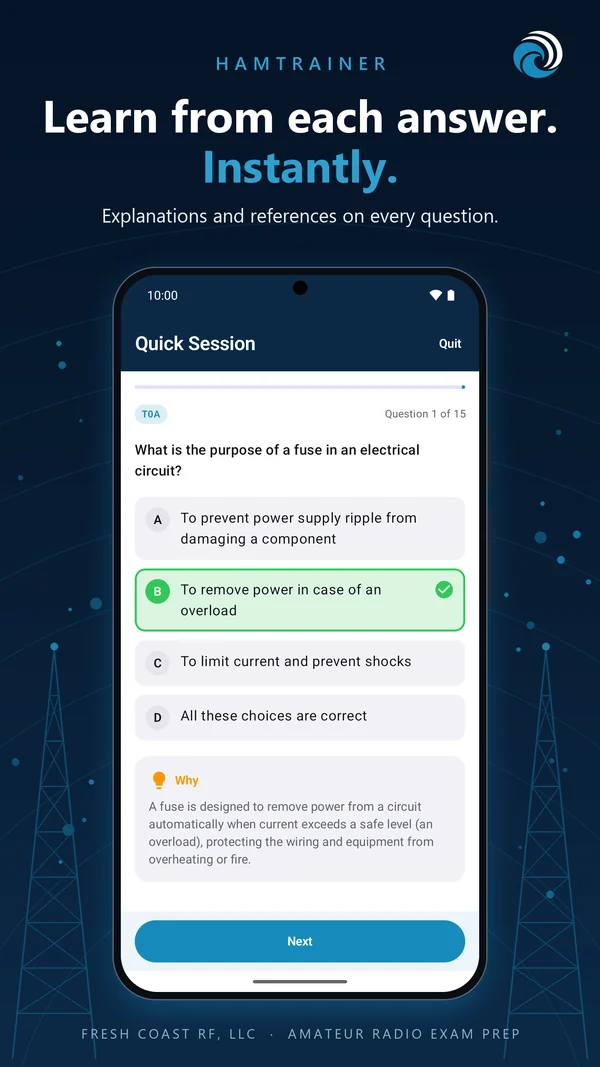 HAMTRAINER
Learn from each answer.
Instantly.
Explanations and references on every question.
10:00
Quick Session
Quit
T0A
Question 1 of 15
What is the purpose of a fuse in an electrical
circuit?
A
To prevent power supply ripple from
damaging a component
B
To remove power in case of an
overload
C
To limit current and prevent shocks
D
All these choices are correct
Why
A fuse is designed to remove power from a circuit
automatically when current exceeds a safe level (an
overload), protecting the wiring and equipment from
overheating or fire.
Next
FRESH COAST RF, LLC · AMATEUR RADIO EXAM PREP